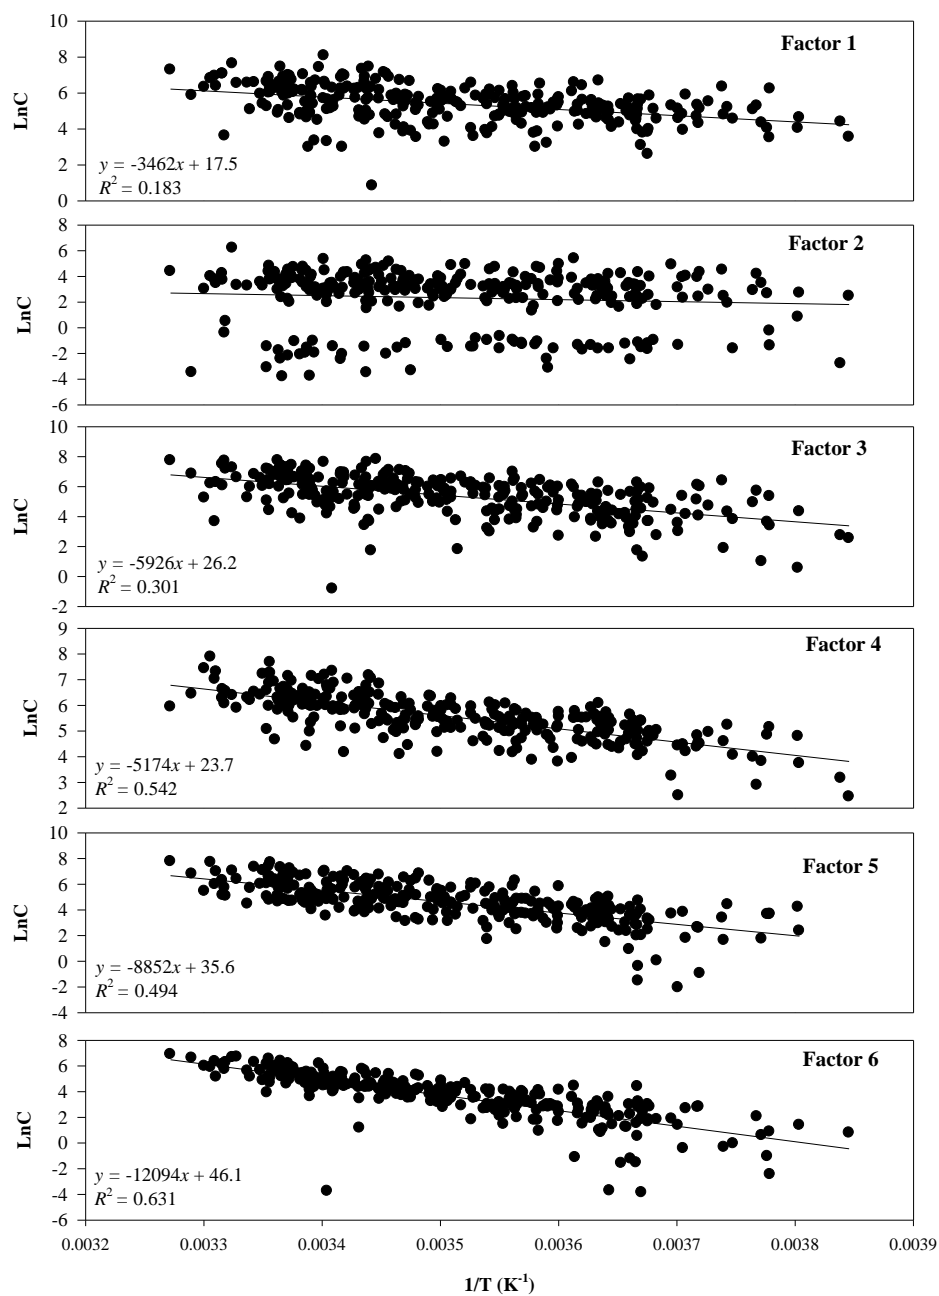 10
8
6
4
2
0
LnC
Factor 1
y = -3462x + 17.5
R² = 0.183
8
6
4
2
0
-2
-4
-6
LnC
Factor 2
10
8
6
4
2
0
-2
LnC
Factor 3
y = -5926x + 26.2
R² = 0.301
9
8
7
6
5
4
3
2
LnC
Factor 4
y = -5174x + 23.7
R² = 0.542
10
8
6
4
2
0
-2
-4
LnC
Factor 5
y = -8852x + 35.6
R² = 0.494
8
6
4
2
0
-2
-4
-6
LnC
Factor 6
y = -12094x + 46.1
R² = 0.631
0.0032 0.0033 0.0034 0.0035 0.0036 0.0037 0.0038 0.0039
1/T (K⁻¹)